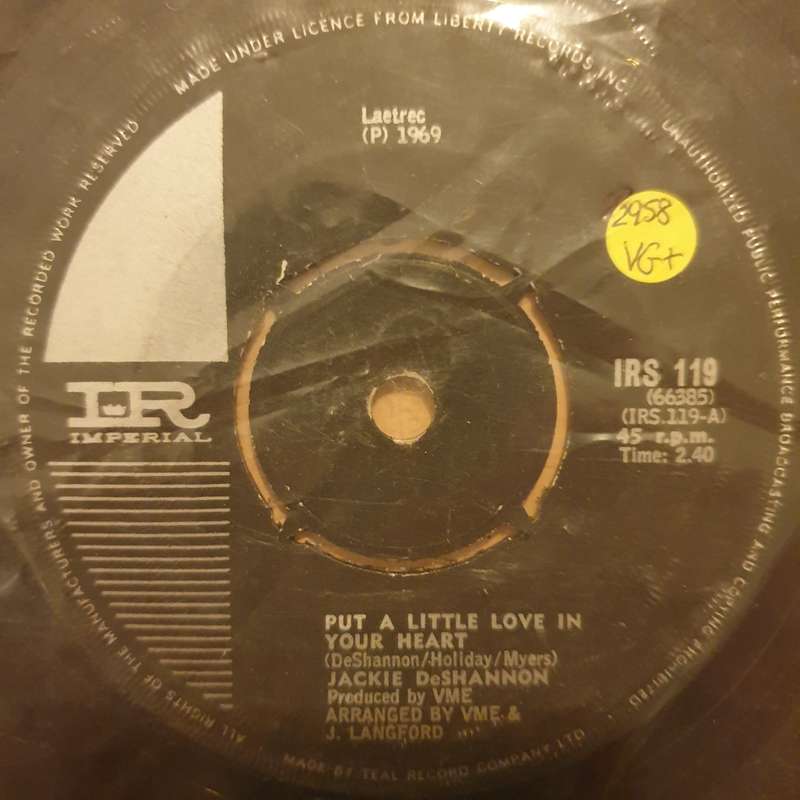 MADE UNDER LICENCE FROM LIBERTY RECORDS, INC.
UNAUTHORIZED PUBLIC PERFORMANCE BROADCASTING AND COPYING PROHIBITED
ALL RIGHTS OF THE MANUFACTURERS AND OWNER OF THE RECORDED WORK RESERVED
Laetrec
(P) 1969
2958
VG+
IR
IMPERIAL
IRS 119
(66385)
(IRS.119-A)
45 r.p.m.
Time: 2.40
PUT A LITTLE LOVE IN
YOUR HEART
(DeShannon/Holiday/Myers)
JACKIE DeSHANNON
Produced by VME
ARRANGED BY VME &
J. LANGFORD
MADE BY TEAL RECORD COMPANY LTD